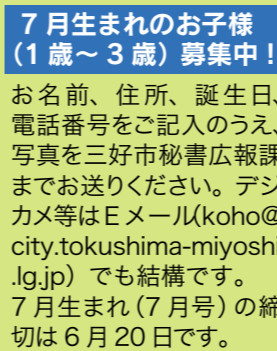 7月生まれのお子様
(1歳～3歳)募集中!
お名前、住所、誕生日、
電話番号をご記入のうえ、
写真を三好市秘書広報課
までお送りください。デジ
カメ等はEメール(koho@
city.tokushima-miyoshi
.lg.jp)でも結構です。
7月生まれ(7月号)の締
切は6月20日です。